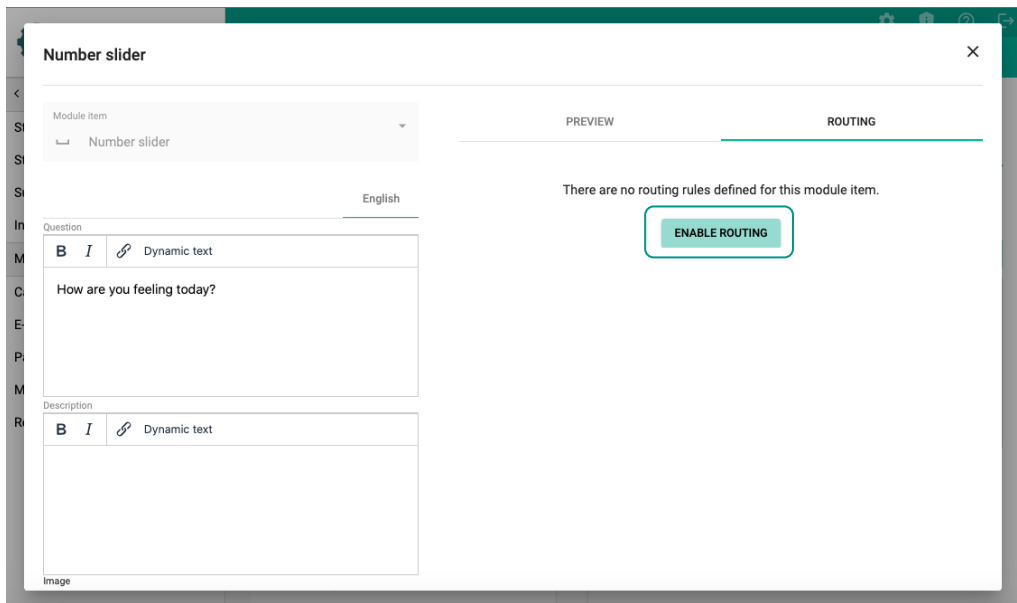 Number slider
Module item
Number slider
English
Question
B I Dynamic text
How are you feeling today?
Description
B I Dynamic text
Image
PREVIEW
ROUTING
There are no routing rules defined for this module item.
ENABLE ROUTING